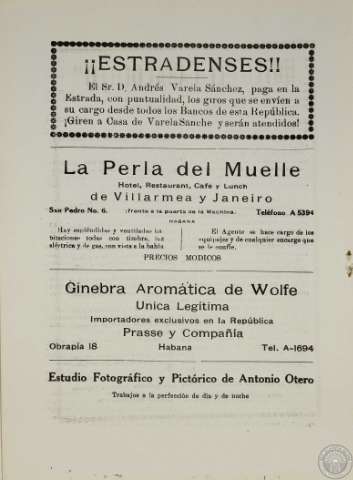 ¡¡ESTRADENSES!!
El Sr. D. Andrés Varela Sánchez, paga en la
Estrada, con puntualidad, los giros que se envíen a
su cargo desde todos los Bancos de esta República.
¡Giren a Casa de VarelaSanche y serán atendidos!
La Perla del Muelle
Hotel, Restaurant, Cafe y Lunch
de Villarmea y Janeiro
San Pedro No. 6. ¡frente a la puerta de la Machina. Teléfono A 5394
HABANA
Hay espléndidas y ventiladas ha
bitaciones todas con timbre, luz
eléctrica y de gas, con vista a la bahía
El Agente se hace cargo de los
equipajes y de cualquier encargo que
se le confíe.
PRECIOS MODICOS
Ginebra Aromática de Wolfe
Unica Legítima
Importadores exclusivos en la República
Prasse y Compañía
Obrapía 18 Habana Tel. A-1694
Estudio Fotográfico y Pictórico de Antonio Otero
Trabajos a la perfección de día y de noche